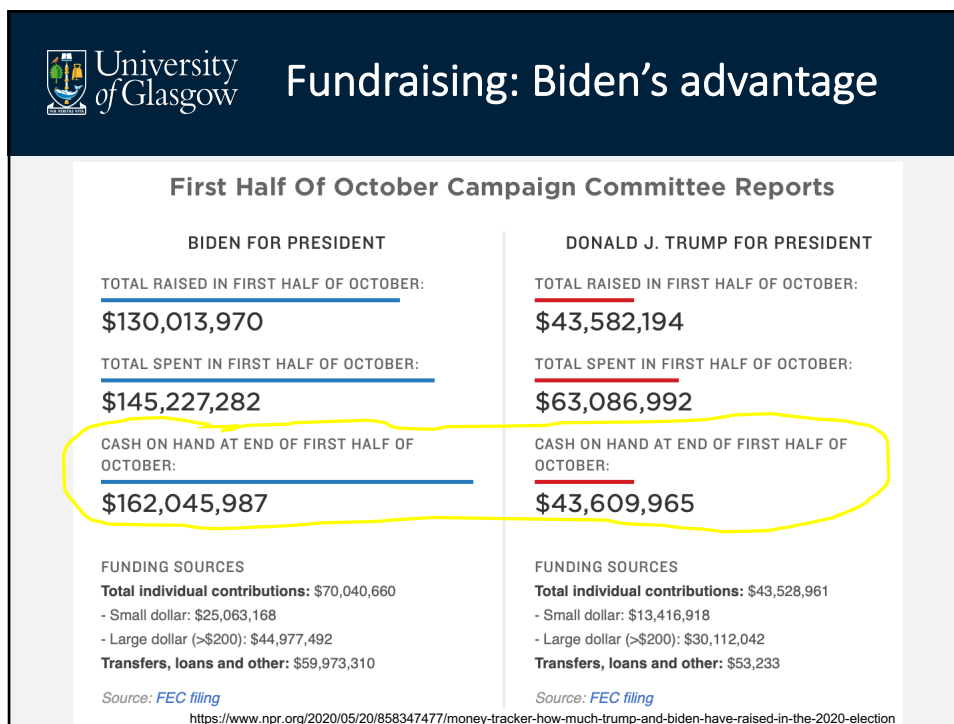 University
of Glasgow
VIA VERITAS VITA
Fundraising: Biden's advantage
First Half Of October Campaign Committee Reports
BIDEN FOR PRESIDENT
TOTAL RAISED IN FIRST HALF OF OCTOBER:
$130,013,970
TOTAL SPENT IN FIRST HALF OF OCTOBER:
$145,227,282
CASH ON HAND AT END OF FIRST HALF OF
OCTOBER:
$162,045,987
FUNDING SOURCES
Total individual contributions: $70,040,660
- Small dollar: $25,063,168
- Large dollar (>$200): $44,977,492
Transfers, loans and other: $59,973,310
Source: FEC filing
DONALD J. TRUMP FOR PRESIDENT
TOTAL RAISED IN FIRST HALF OF OCTOBER:
$43,582,194
TOTAL SPENT IN FIRST HALF OF OCTOBER:
$63,086,992
CASH ON HAND AT END OF FIRST HALF OF
OCTOBER:
$43,609,965
FUNDING SOURCES
Total individual contributions: $43,528,961
- Small dollar: $13,416,918
- Large dollar (>$200): $30,112,042
Transfers, loans and other: $53,233
Source: FEC filing
https://www.npr.org/2020/05/20/858347477/money-tracker-how-much-trump-and-biden-have-raised-in-the-2020-election